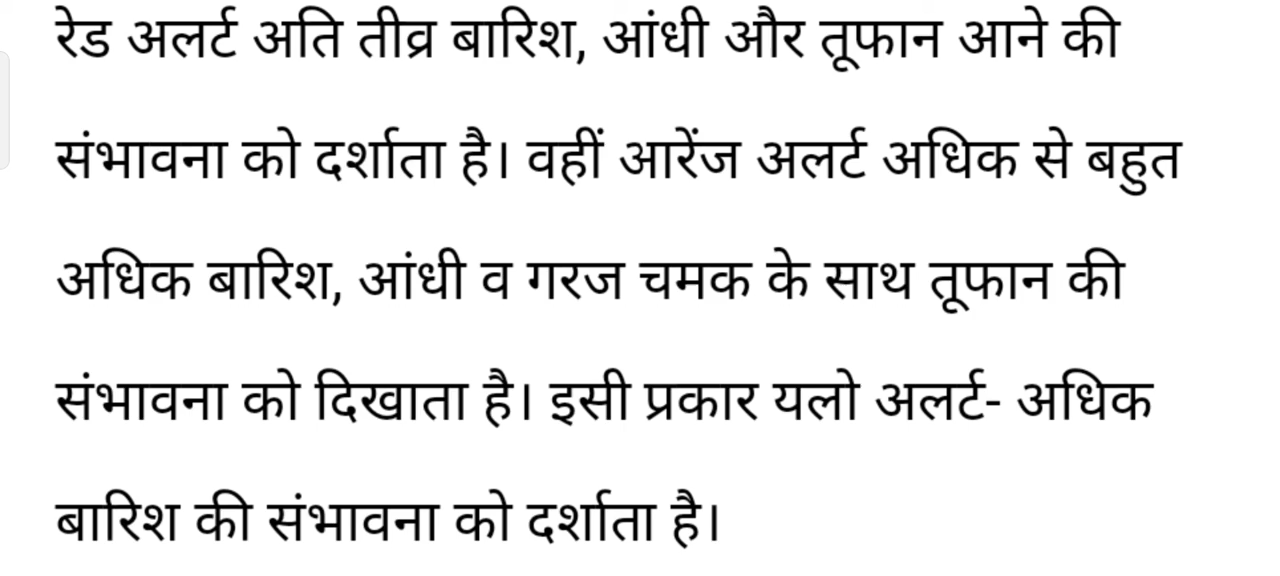 रेड अलर्ट अति तीव्र बारिश, आंधी और तूफान आने की
संभावना को दर्शाता है। वहीं आरेंज अलर्ट अधिक से बहुत
अधिक बारिश, आंधी व गरज चमक के साथ तूफान की
संभावना को दिखाता है। इसी प्रकार यलो अलर्ट- अधिक
बारिश की संभावना को दर्शाता है।